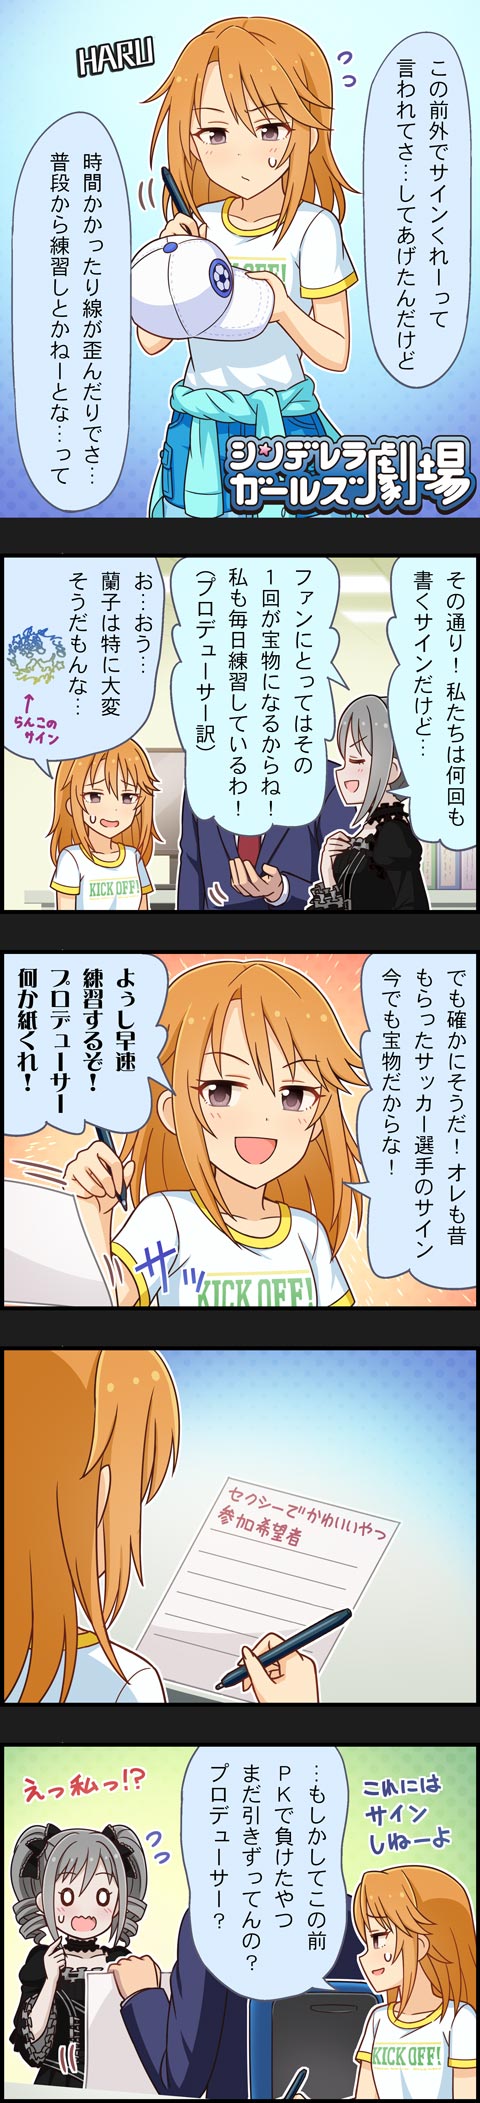 HARU
この前外でサインくれーって
言われてさ…してあげたんだけど
時間かかったり線が歪んだりでさ…
普段から練習しとかねーとな…って
KICK OFF!
シンデレラ
ガールズ劇場
その通り！私たちは何回も
書くサインだけど…
ファンにとってはその
1回が宝物になるからね！
私も毎日練習しているわ！
（プロデューサー訳）
お…おう…
蘭子は特に大変
そうだもんな…
↑
らんこの
サイン
KICK OFF!
でも確かにそうだ！オレも昔
もらったサッカー選手のサイン
今でも宝物だからな！
よぅし早速
練習するぞ！
プロデューサー
何か紙くれ！
サッ
KICK OFF!
セクシーでかわいいやつ
参加希望者
これには
サイン
しねーよ
…もしかしてこの前
PKで負けたやつ
まだ引きずってんの？
プロデューサー？
えっ私っ!?
KICK OFF!